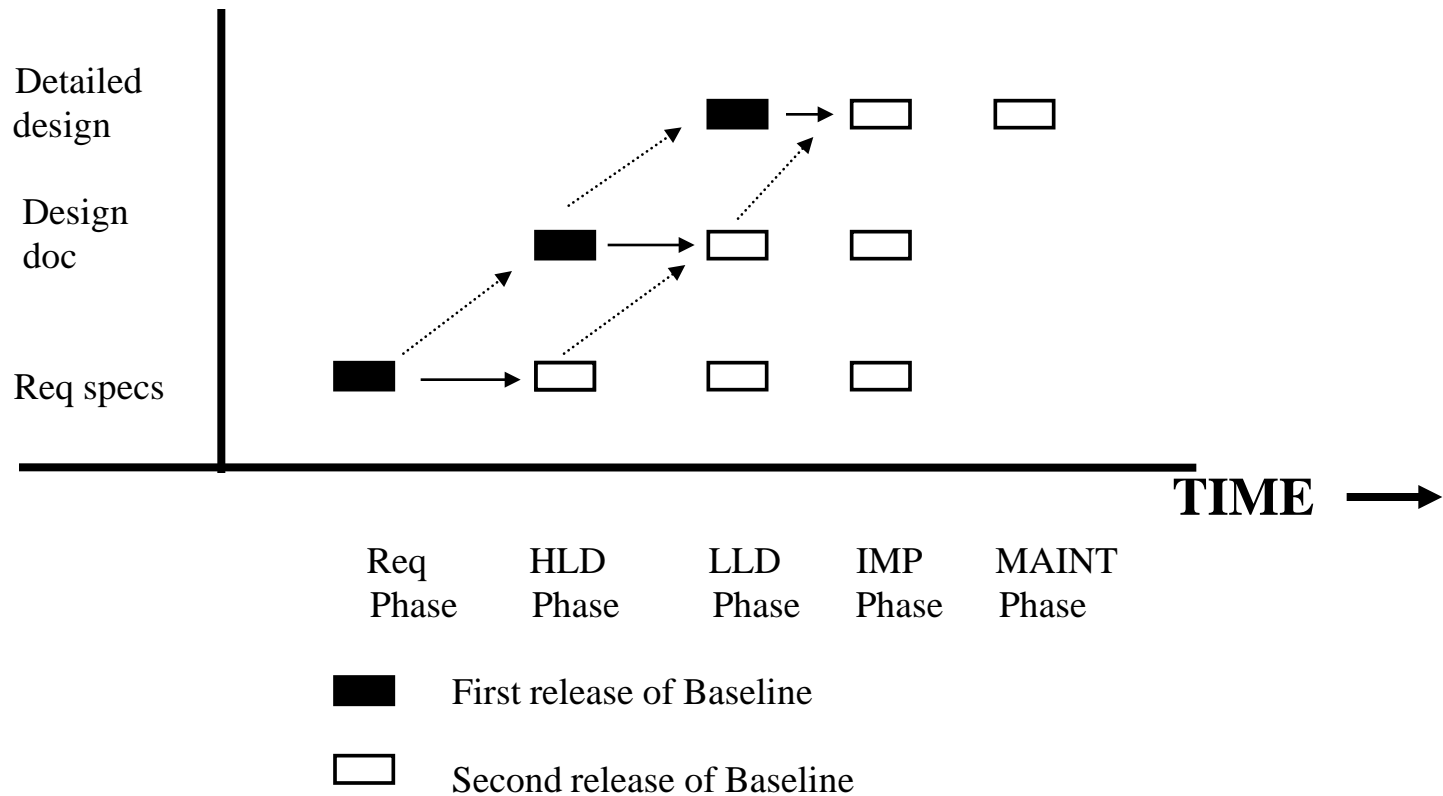 Detailed
design
Design
doc
Req specs
TIME
Req
Phase
HLD
Phase
LLD
Phase
IMP
Phase
MAINT
Phase
First release of Baseline
Second release of Baseline